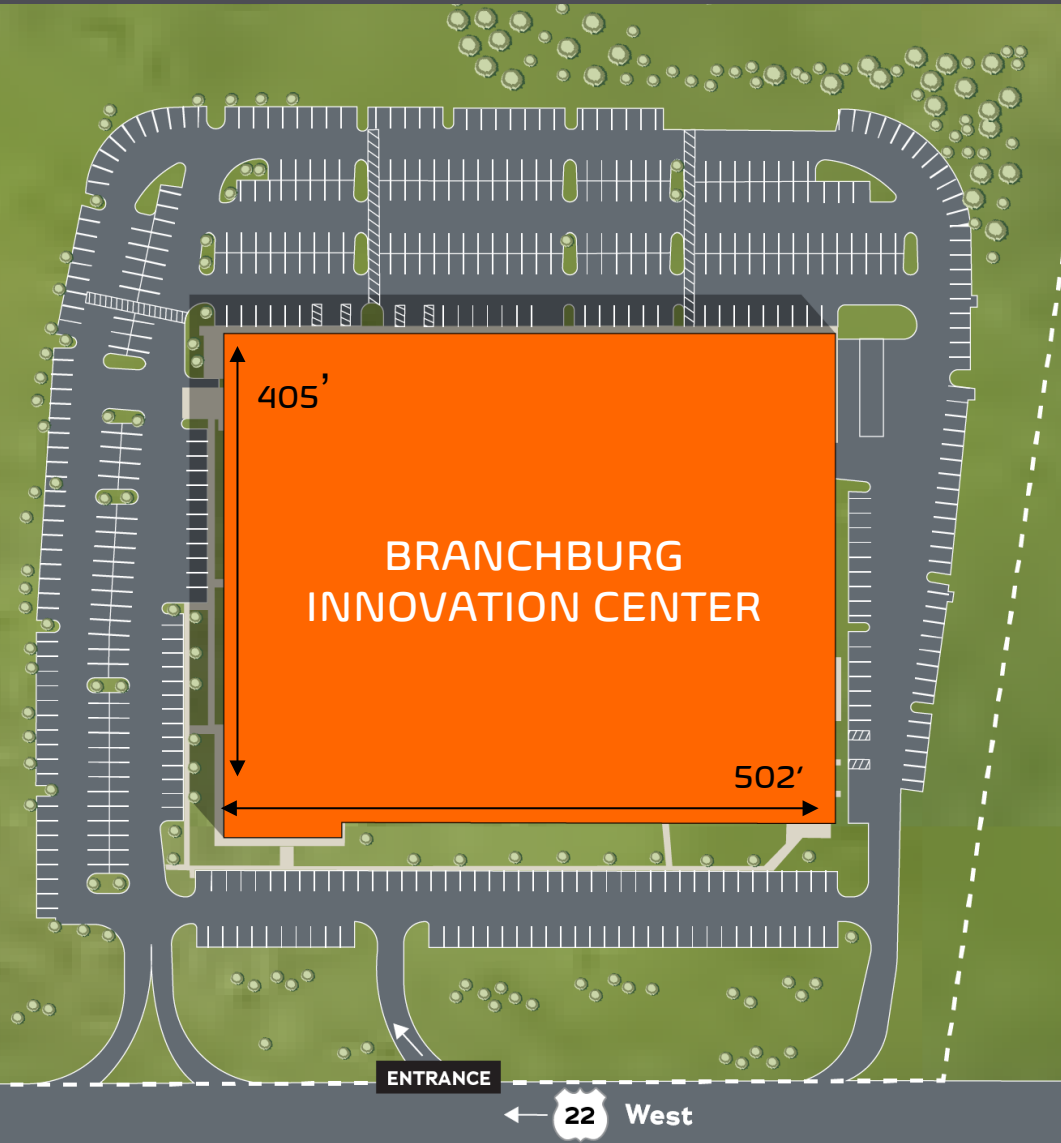 405’
BRANCHBURG
INNOVATION CENTER
502’
ENTRANCE
22 West